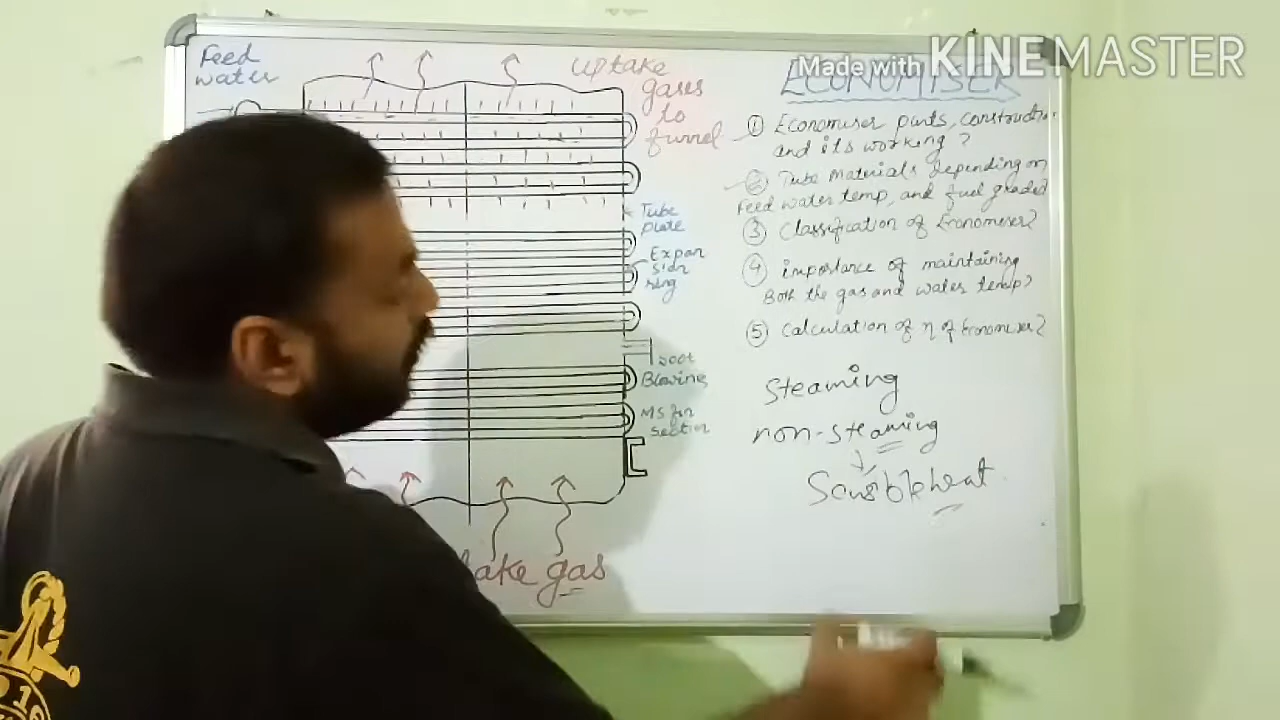 Made with KINEMASTER
Feed
water
uptake
gases
to
funnel
Tube
plate
Expan
sion
ring
soot
Blowing
MS fin
section
take gas
ECONOMISER
① Economiser parts, constructio
and its working ?
② Tube Materials Depending on
Feed water temp, and fuel graded
③ Classification of Economiser?
④ importance of maintaining
Both the gas and water temp?
⑤ Calculation of η of Economiser?
Steaming
non-steaming
Sensible heat